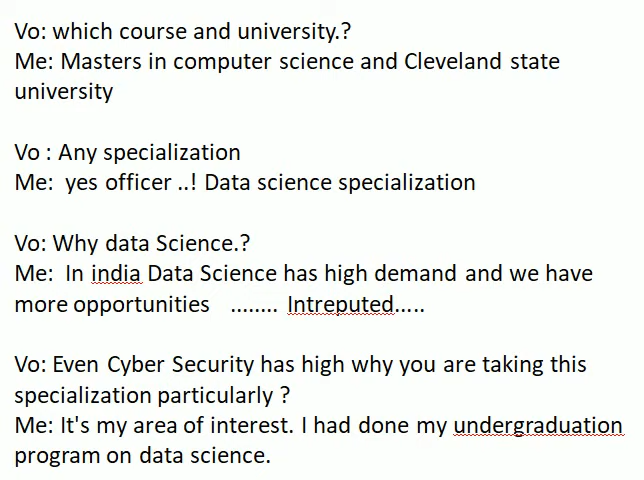 Vo: which course and university.?
Me: Masters in computer science and Cleveland state
university
Vo : Any specialization
Me:  yes officer ..! Data science specialization
Vo: Why data Science.?
Me:  In india Data Science has high demand and we have
more opportunities   ........ Intreputed.....
Vo: Even Cyber Security has high why you are taking this
specialization particularly ?
Me: It's my area of interest. I had done my undergraduation
program on data science.